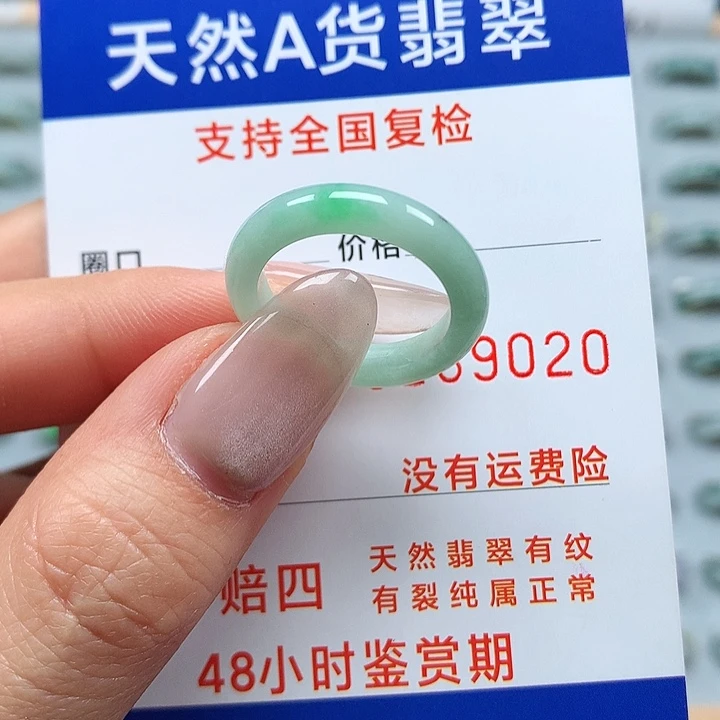 天然A货翡翠
支持全国复检
圈口
价格
9020
没有运费险
赔四
天然翡翠有纹
有裂纯属正常
48小时鉴赏期